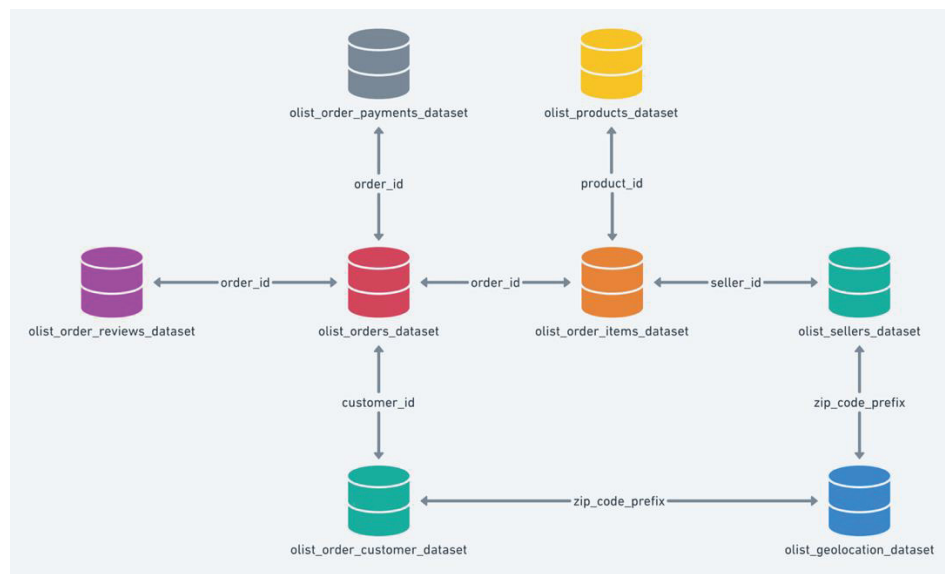 olist_order_payments_dataset
olist_products_dataset
order_id
product_id
order_id
order_id
seller_id
olist_order_reviews_dataset
olist_orders_dataset
olist_order_items_dataset
olist_sellers_dataset
customer_id
zip_code_prefix
zip_code_prefix
olist_order_customer_dataset
olist_geolocation_dataset